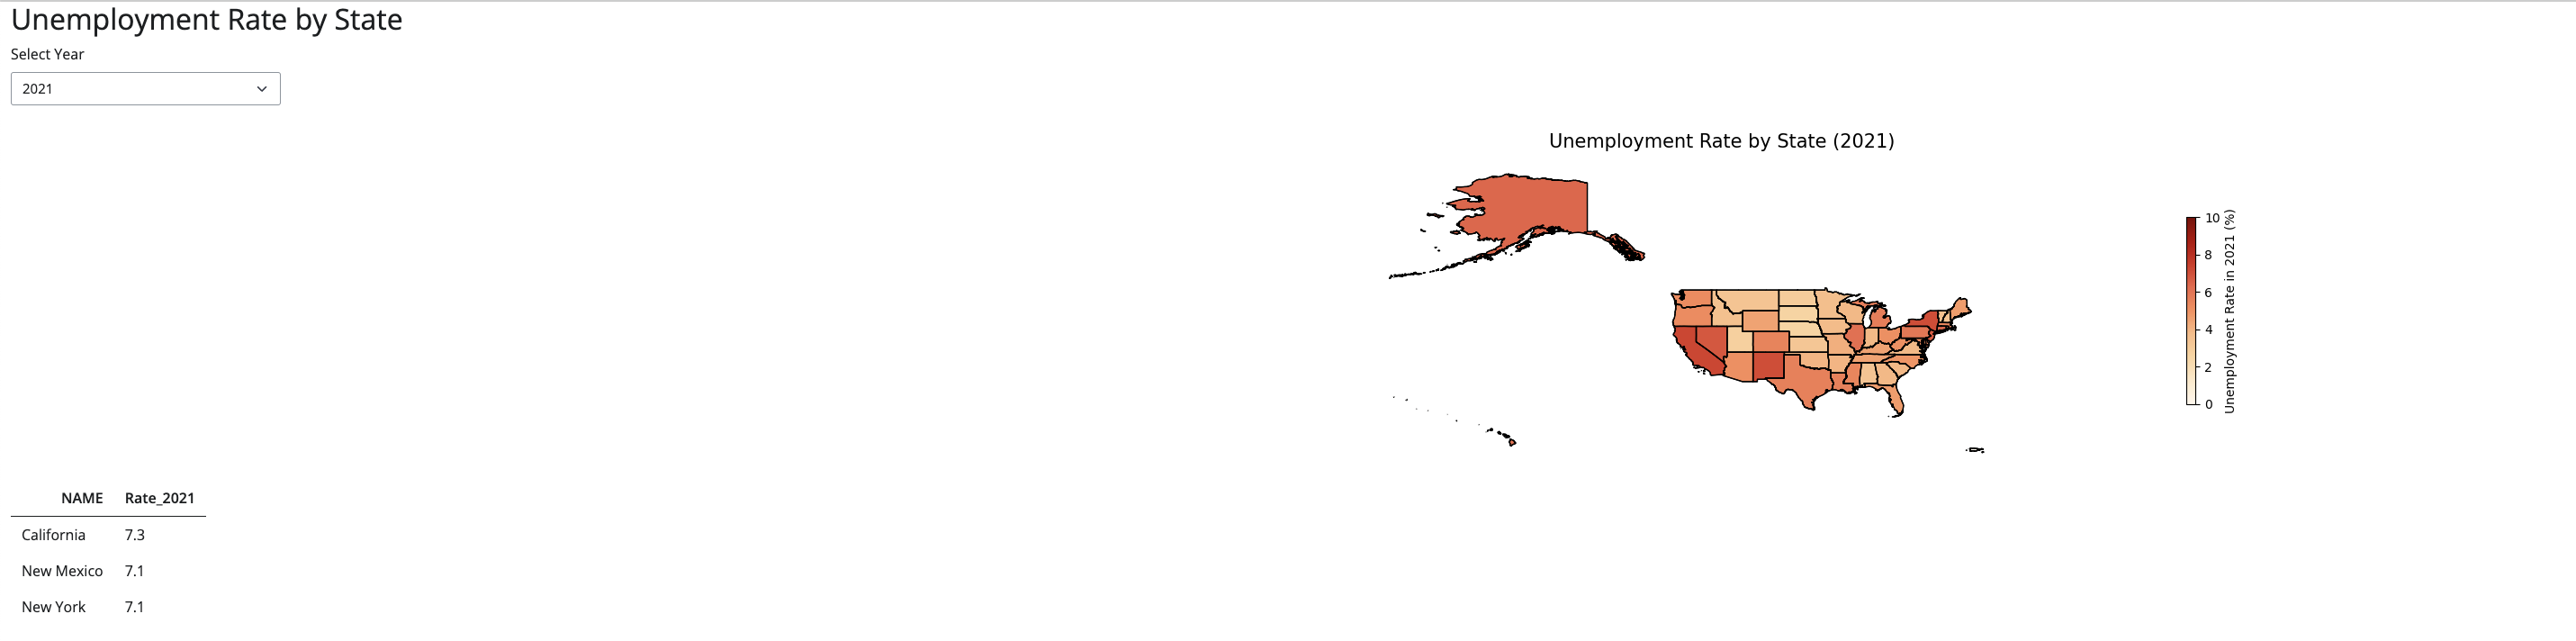 Unemployment Rate by State
Select Year
2021
Unemployment Rate by State (2021)
10
8
6
4
2
0
Unemployment Rate in 2021 (%)
NAME Rate_2021
California 7.3
New Mexico 7.1
New York 7.1